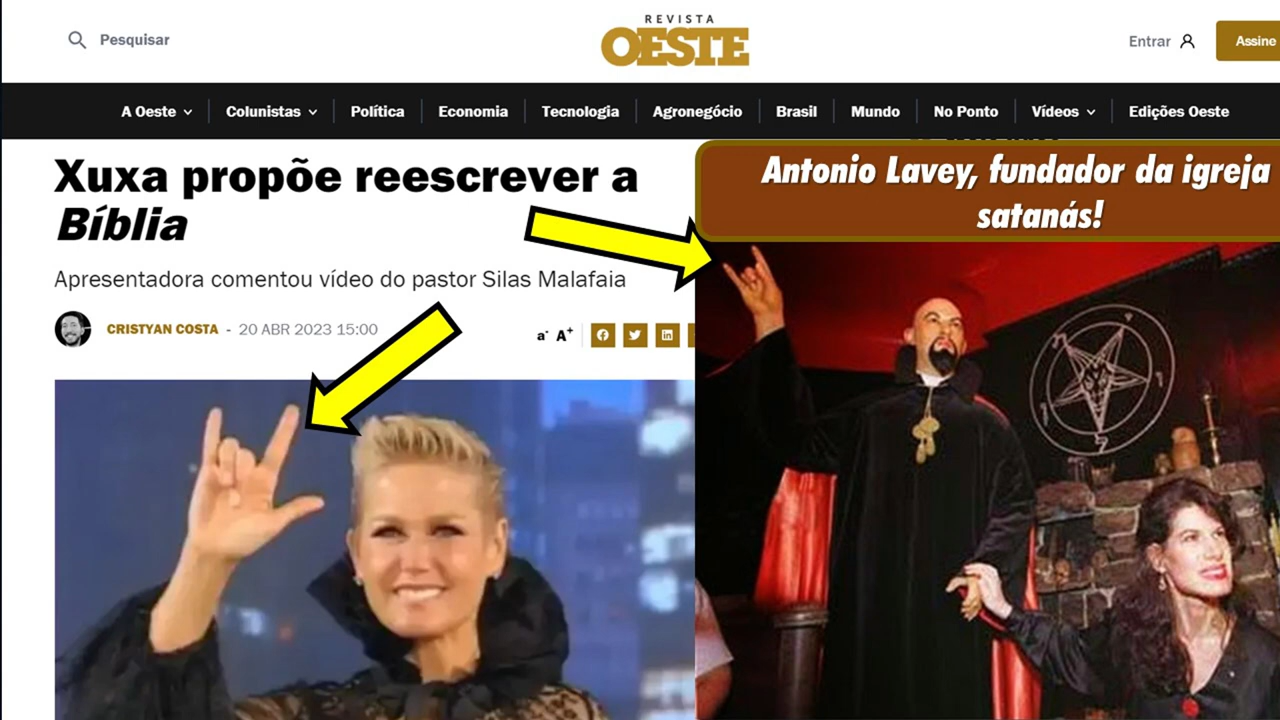 Pesquisar
REVISTA
OESTE
Entrar
Assine
A Oeste
Colunistas
Política
Economia
Tecnologia
Agronegócio
Brasil
Mundo
No Ponto
Vídeos
Edições Oeste
Xuxa propõe reescrever a
Bíblia
Apresentadora comentou vídeo do pastor Silas Malafaia
CRISTYAN COSTA - 20 ABR 2023 15:00
a- A+
Antonio Lavey, fundador da igreja
satanás!